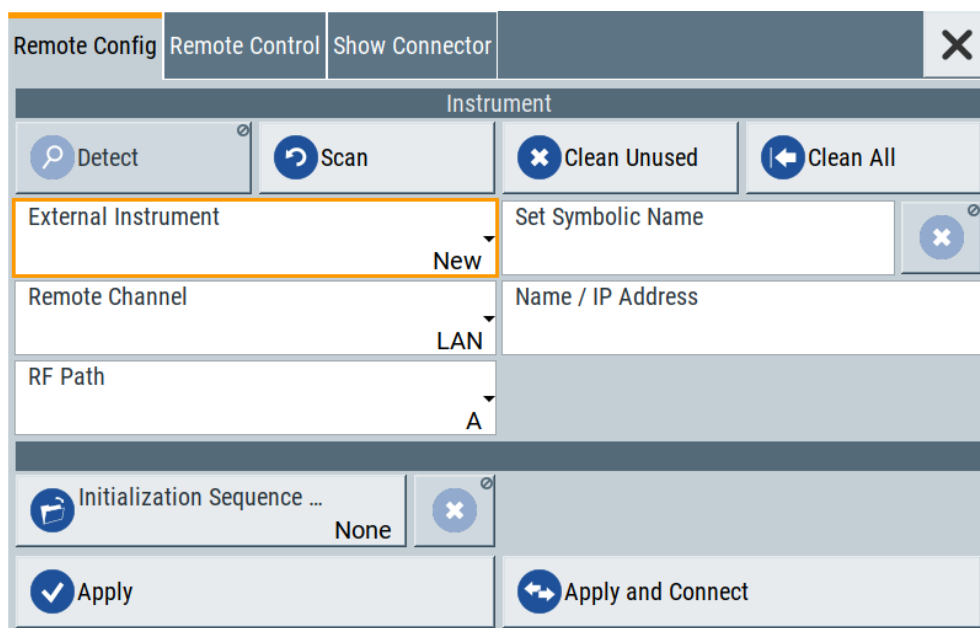 Remote Config Remote Control Show Connector
Instrument
Detect Scan Clean Unused Clean All
External Instrument Set Symbolic Name
New
Remote Channel Name / IP Address
LAN
RF Path
A
Initialization Sequence ...
None
Apply Apply and Connect